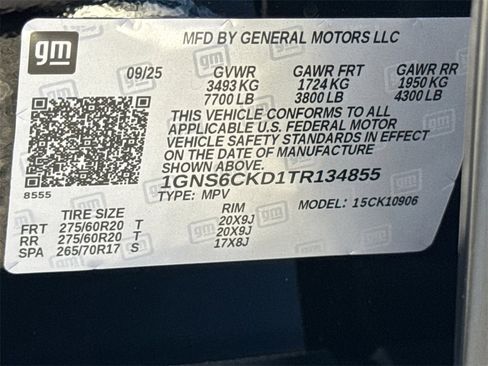 gm
MFD BY GENERAL MOTORS LLC
09/25 GVWR GAWR FRT GAWR RR
3493 KG 1724 KG 1950 KG
7700 LB 3800 LB 4300 LB
THIS VEHICLE CONFORMS TO ALL
APPLICABLE U.S. FEDERAL MOTOR
VEHICLE SAFETY STANDARDS IN EFFECT
ON THE DATE OF MANUFACTURE
SHOWN ABOVE.
8555 1GNS6CKD1TR134855
TYPE: MPV MODEL: 15CK10906
TIRE SIZE RIM
FRT 275/60R20 T 20X9J
RR 275/60R20 T 20X9J
SPA 265/70R17 S 17X8J